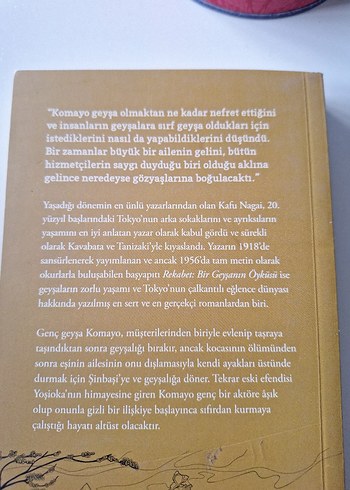 “Komayo geyşa olmaktan ne kadar nefret ettiğini
ve insanların geyşalara sırf geyşa oldukları için
istediklerini nasıl da yapabildiklerini düşündü.
Bir zamanlar büyük bir ailenin gelini, bütün
hizmetçilerin saygı duyduğu biri olduğu aklına
gelince neredeyse gözyaşlarına boğulacaktı.”
Yaşadığı dönemin en ünlü yazarlarından olan Kafu Nagai, 20.
yüzyıl başlarındaki Tokyo'nun arka sokaklarını ve ayrıksıların
yaşamını en iyi anlatan yazar olarak kabul gördü ve sürekli
olarak Kavabata ve Tanizaki'yle kıyaslandı. Yazarın 1918'de
sansürlenerek yayımlanan ve ancak 1956'da tam metin olarak
okurlarla buluşabilen başyapıtı Rekabet: Bir Geyşanın Öyküsü ise
geyşaların zorlu yaşamı ve Tokyo'nun çalkantılı eğlence dünyası
hakkında yazılmış en sert ve en gerçekçi romanlardan biri.
Genç geyşa Komayo, müşterilerinden biriyle evlenip taşraya
taşındıktan sonra geyşalığı bırakır, ancak kocasının ölümünden
sonra eşinin ailesinin onu dışlamasıyla kendi ayakları üstünde
durmak için Şinbaşi'ye ve geyşalığa döner. Tekrar eski efendisi
Yoşioka'nın himayesine giren Komayo genç bir aktöre âşık
olup onunla gizli bir ilişkiye başlayınca sıfırdan kurmaya
çalıştığı hayatı altüst olacaktır.